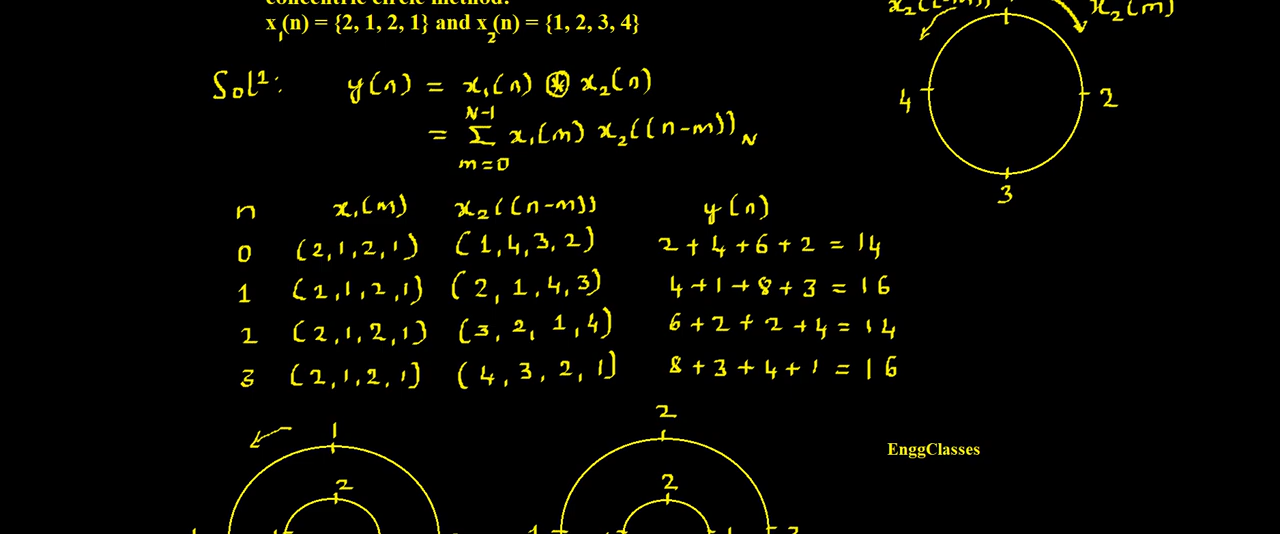 concentric circle method.
x₁(n) = {2, 1, 2, 1} and x₂(n) = {1, 2, 3, 4}
x₂(m)
4
2
3
Solⁿ: y(n) = x₁(n) ⊛ x₂(n)
N-1
= Σ x₁(m) x₂((n-m))N
m=0
n x₁(m) x₂((n-m)) y(n)
0 (2,1,2,1) (1,4,3,2) 2+4+6+2 = 14
1 (2,1,2,1) (2,1,4,3) 4+1+8+3 = 16
2 (2,1,2,1) (3,2,1,4) 6+2+2+4 = 14
3 (2,1,2,1) (4,3,2,1) 8+3+4+1 = 16
1
2
2
2
EnggClasses